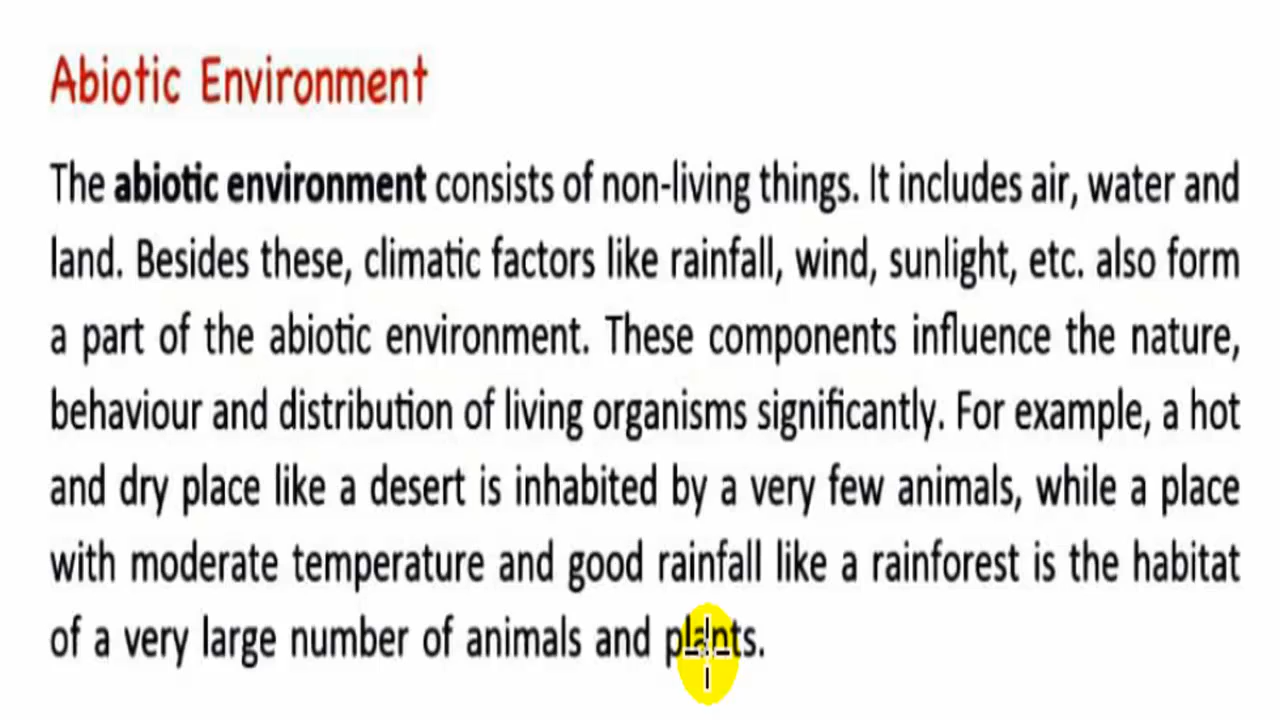 Abiotic Environment
The abiotic environment consists of non-living things. It includes air, water and
land. Besides these, climatic factors like rainfall, wind, sunlight, etc. also form
a part of the abiotic environment. These components influence the nature,
behaviour and distribution of living organisms significantly. For example, a hot
and dry place like a desert is inhabited by a very few animals, while a place
with moderate temperature and good rainfall like a rainforest is the habitat
of a very large number of animals and plants.